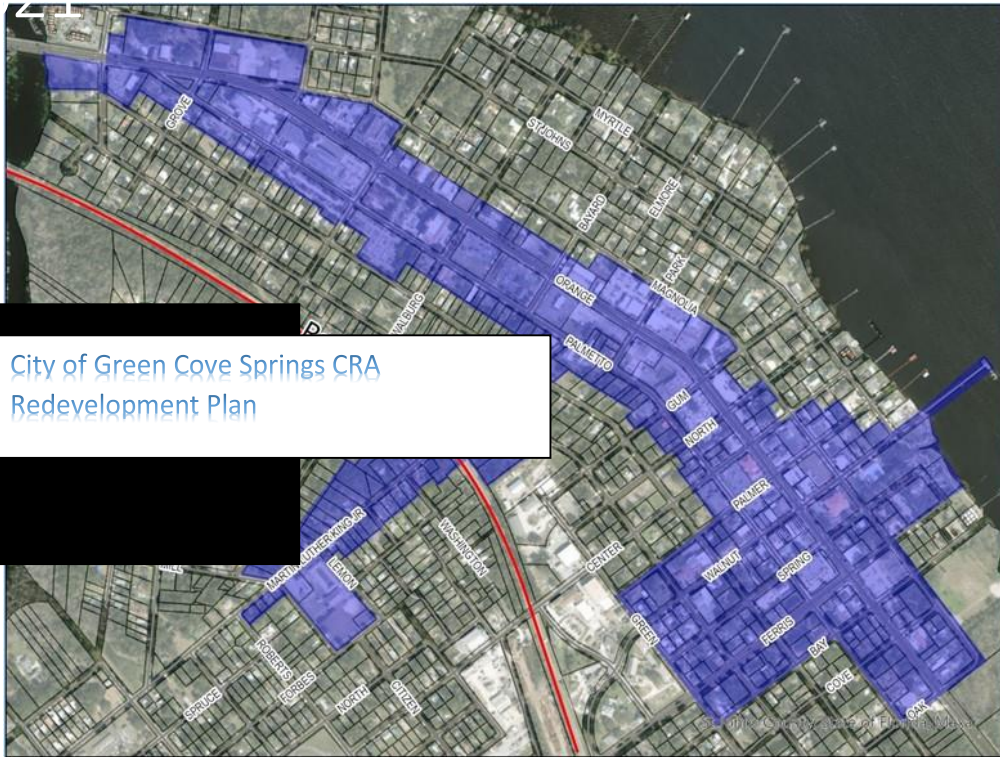 21
GROVE
MYRTLE
ST JOHNS
ELMORE
BAYARD
PARK
MAGNOLIA
ORANGE
WALBURG
City of Green Cove Springs CRA
Redevelopment Plan
PALMETTO
GUM
NORTH
PALMER
MARTIN LUTHER KING JR
WASHINGTON
CENTER
LEMON
WALNUT
SPRING
GREEN
FERRIS
BAY
ROBERTS
FORBES
SPRUCE
NORTH
CITIZEN
COVE
OAK